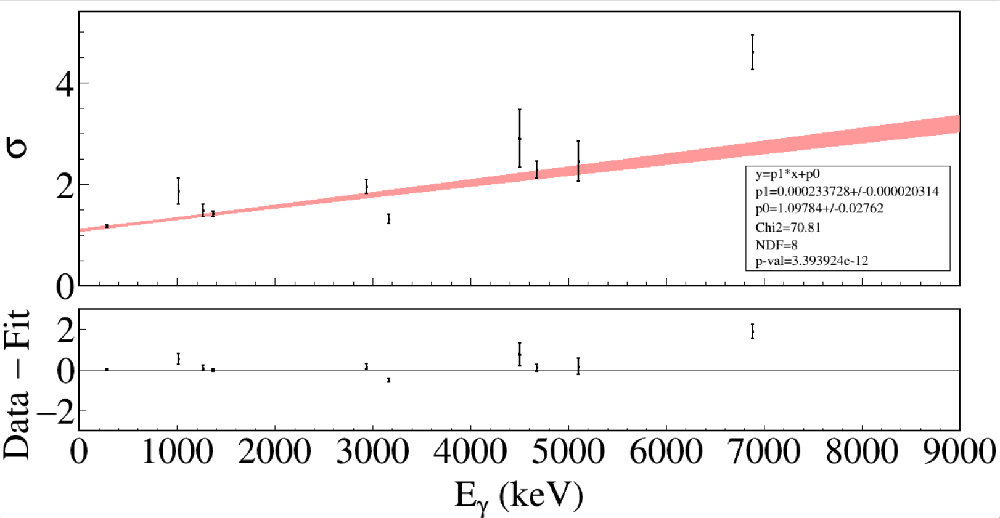 σ
4
2
0
y=p1*x+p0
p1=0.000233728+/-0.000020314
p0=1.09784+/-0.02762
Chi2=70.81
NDF=8
p-val=3.393924e-12
Data − Fit
2
0
−2
0 1000 2000 3000 4000 5000 6000 7000 8000 9000
Eγ (keV)